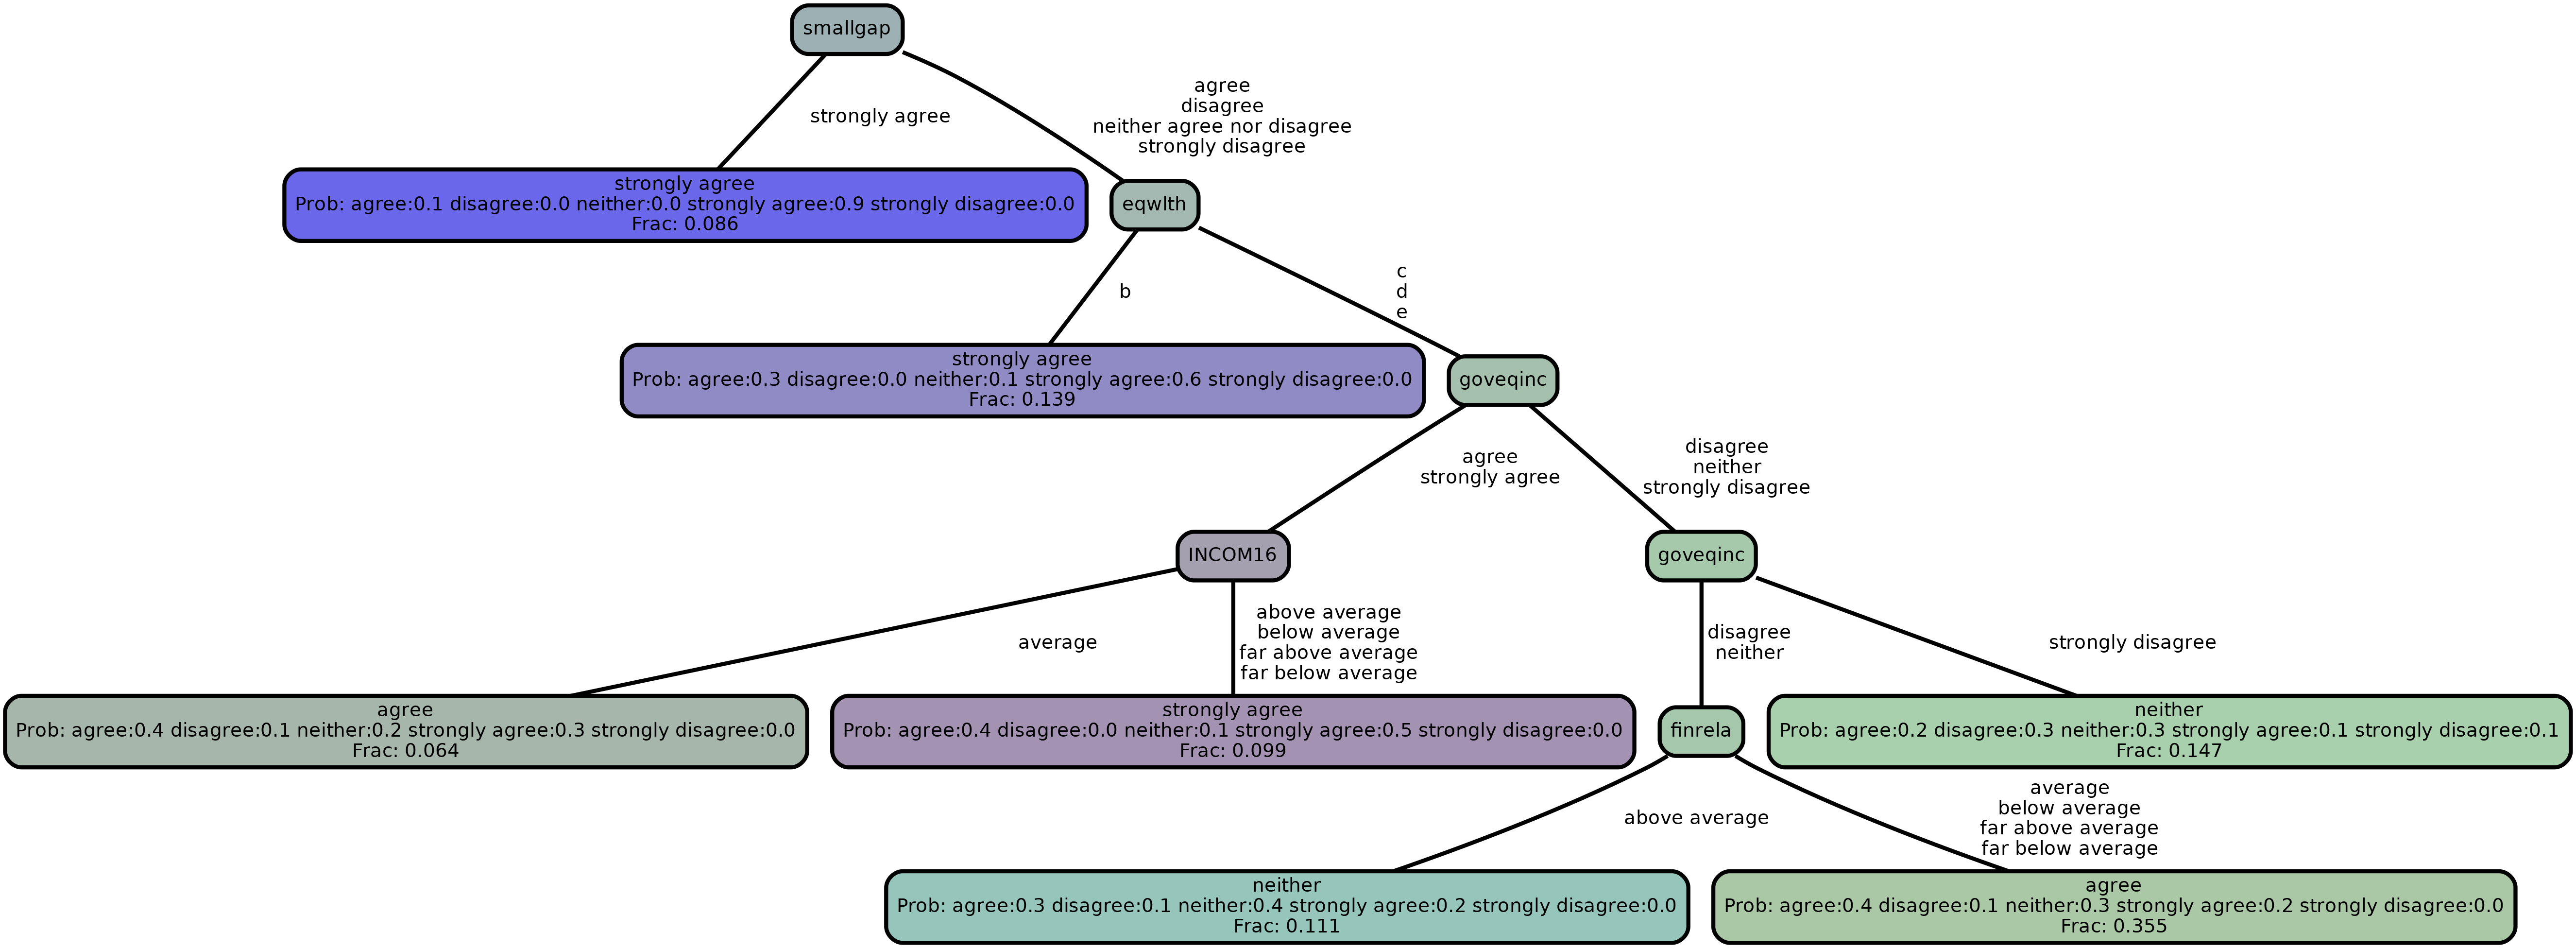 smallgap
strongly agree
agree
disagree
neither agree nor disagree
strongly disagree
strongly agree
Prob: agree:0.1 disagree:0.0 neither:0.0 strongly agree:0.9 strongly disagree:0.0
Frac: 0.086
eqwlth
b
c
d
e
strongly agree
Prob: agree:0.3 disagree:0.0 neither:0.1 strongly agree:0.6 strongly disagree:0.0
Frac: 0.139
goveqinc
agree
strongly agree
disagree
neither
strongly disagree
INCOM16
goveqinc
average
above average
below average
far above average
far below average
disagree
neither
strongly disagree
agree
Prob: agree:0.4 disagree:0.1 neither:0.2 strongly agree:0.3 strongly disagree:0.0
Frac: 0.064
strongly agree
Prob: agree:0.4 disagree:0.0 neither:0.1 strongly agree:0.5 strongly disagree:0.0
Frac: 0.099
finrela
neither
Prob: agree:0.2 disagree:0.3 neither:0.3 strongly agree:0.1 strongly disagree:0.1
Frac: 0.147
above average
average
below average
far above average
far below average
neither
Prob: agree:0.3 disagree:0.1 neither:0.4 strongly agree:0.2 strongly disagree:0.0
Frac: 0.111
agree
Prob: agree:0.4 disagree:0.1 neither:0.3 strongly agree:0.2 strongly disagree:0.0
Frac: 0.355